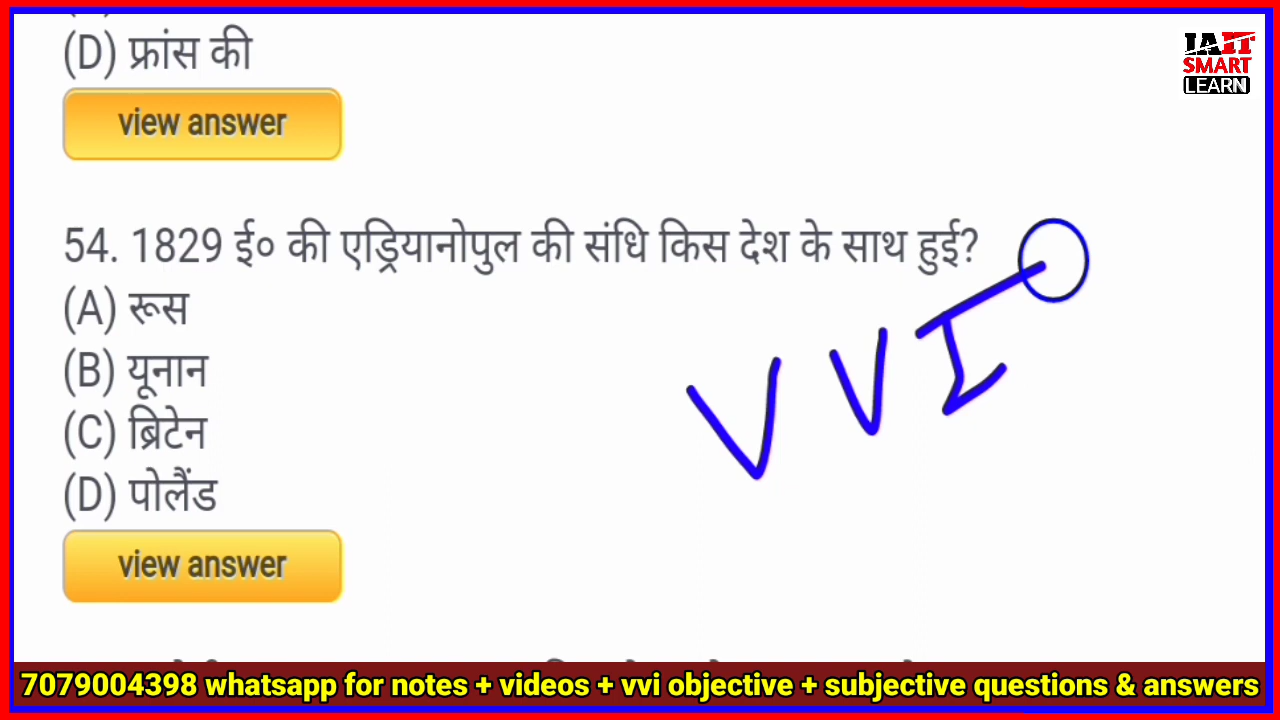 (D) फ्रांस की
IAIT
SMART
LEARN
view answer
54. 1829 ई० की एड्रियानोपुल की संधि किस देश के साथ हुई?
(A) रूस
(B) यूनान
(C) ब्रिटेन
(D) पोलैंड
V V I
view answer
7079004398 whatsapp for notes + videos + vvi objective + subjective questions & answers